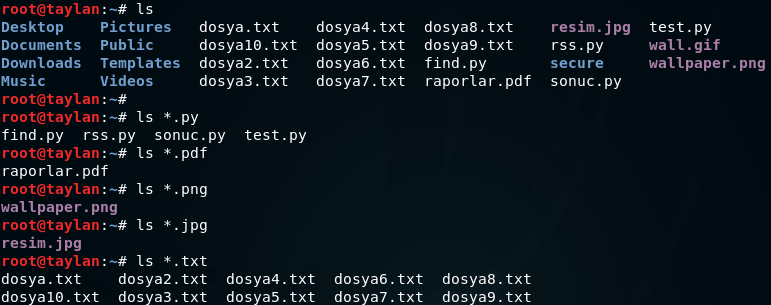 root@taylan:~# ls
Desktop    Pictures   dosya.txt    dosya4.txt  dosya8.txt    resim.jpg  test.py
Documents  Public     dosya10.txt  dosya5.txt  dosya9.txt    rss.py     wall.gif
Downloads  Templates  dosya2.txt   dosya6.txt  find.py       secure     wallpaper.png
Music      Videos     dosya3.txt   dosya7.txt  raporlar.pdf  sonuc.py
root@taylan:~#
root@taylan:~# ls *.py
find.py  rss.py  sonuc.py  test.py
root@taylan:~# ls *.pdf
raporlar.pdf
root@taylan:~# ls *.png
wallpaper.png
root@taylan:~# ls *.jpg
resim.jpg
root@taylan:~# ls *.txt
dosya.txt    dosya2.txt  dosya4.txt  dosya6.txt  dosya8.txt
dosya10.txt  dosya3.txt  dosya5.txt  dosya7.txt  dosya9.txt